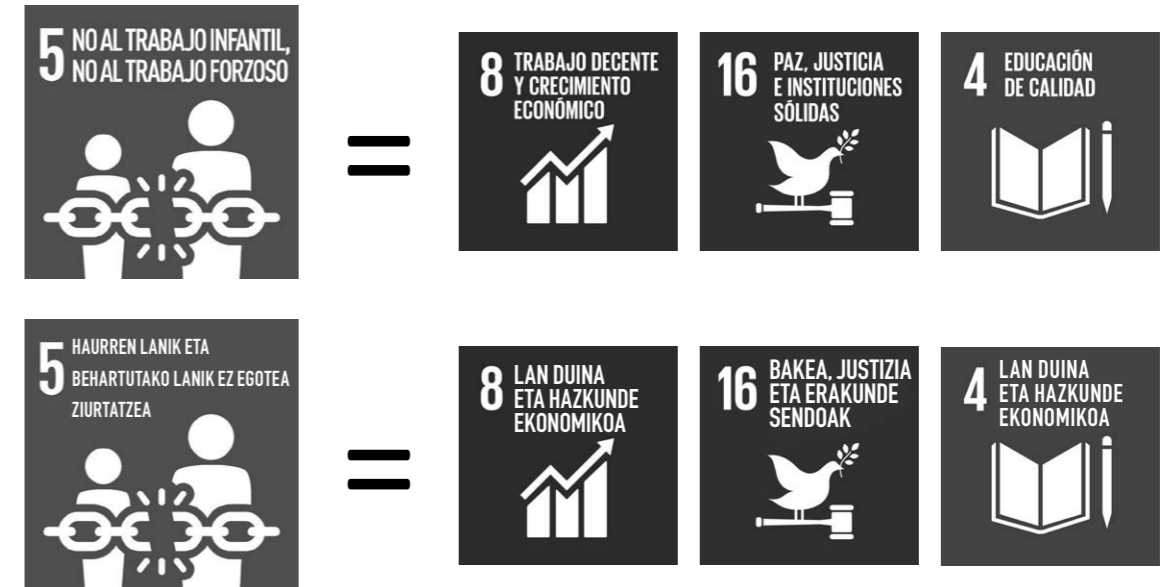 5 NO AL TRABAJO INFANTIL,
NO AL TRABAJO FORZOSO
=
8 TRABAJO DECENTE
Y CRECIMIENTO
ECONÓMICO
16 PAZ, JUSTICIA
E INSTITUCIONES
SÓLIDAS
4 EDUCACIÓN
DE CALIDAD
5 HAURREN LANIK ETA
BEHARTUTAKO LANIK EZ EGOTEA
ZIURTATZEA
=
8 LAN DUINA
ETA HAZKUNDE
EKONOMIKOA
16 BAKEA, JUSTIZIA
ETA ERAKUNDE
SENDOAK
4 LAN DUINA
ETA HAZKUNDE
EKONOMIKOA